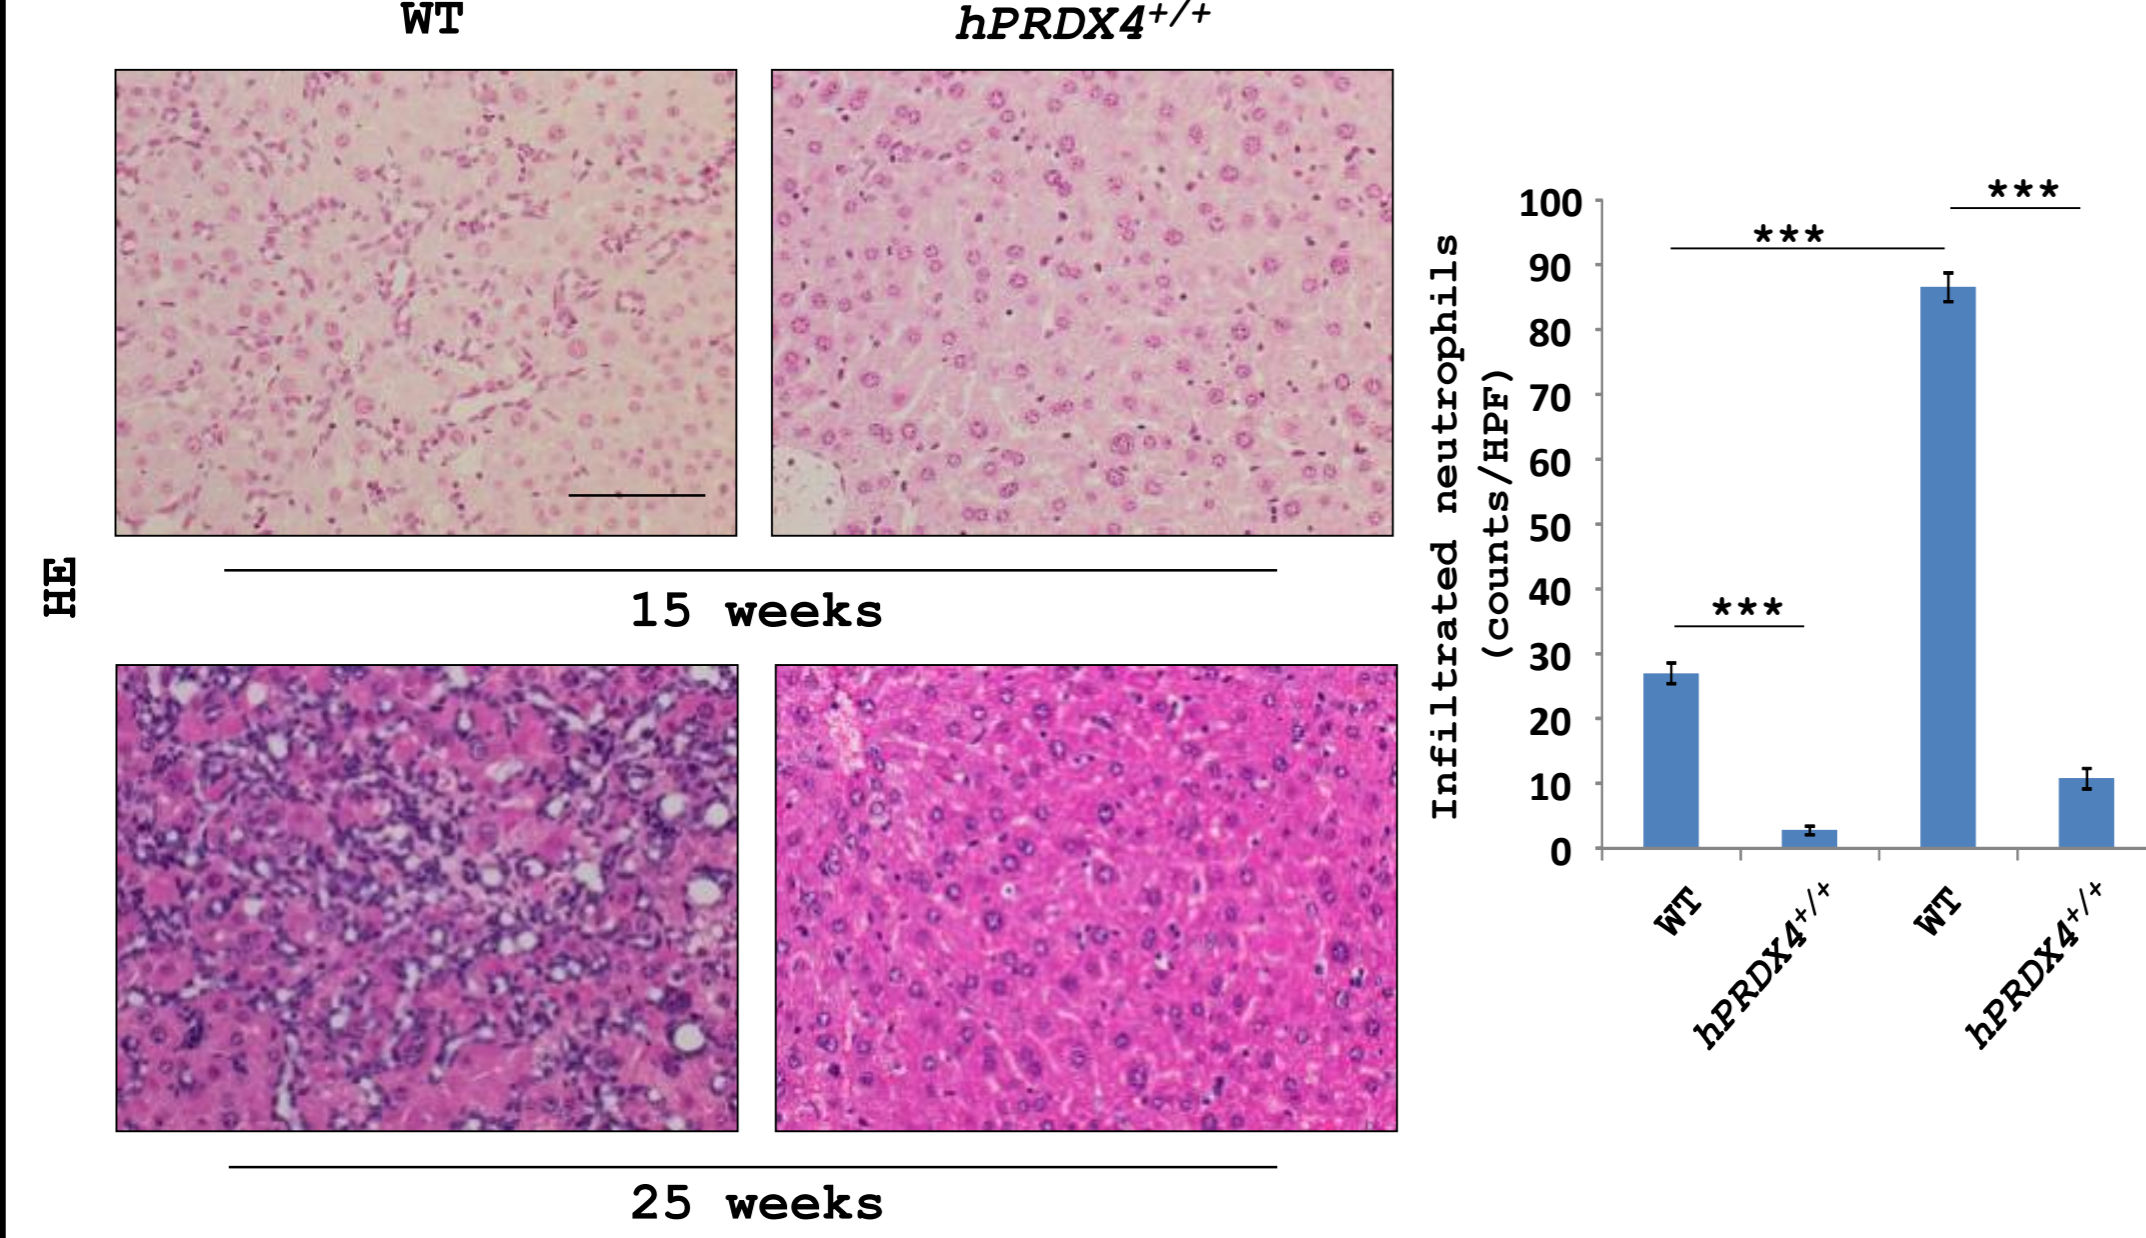 WT
hPRDX4+/+
HE
15 weeks
25 weeks
Infiltrated neutrophils
(counts/HPF)
100
90
80
70
60
50
40
30
20
10
0
***
***
***
WT
hPRDX4+/+
WT
hPRDX4+/+